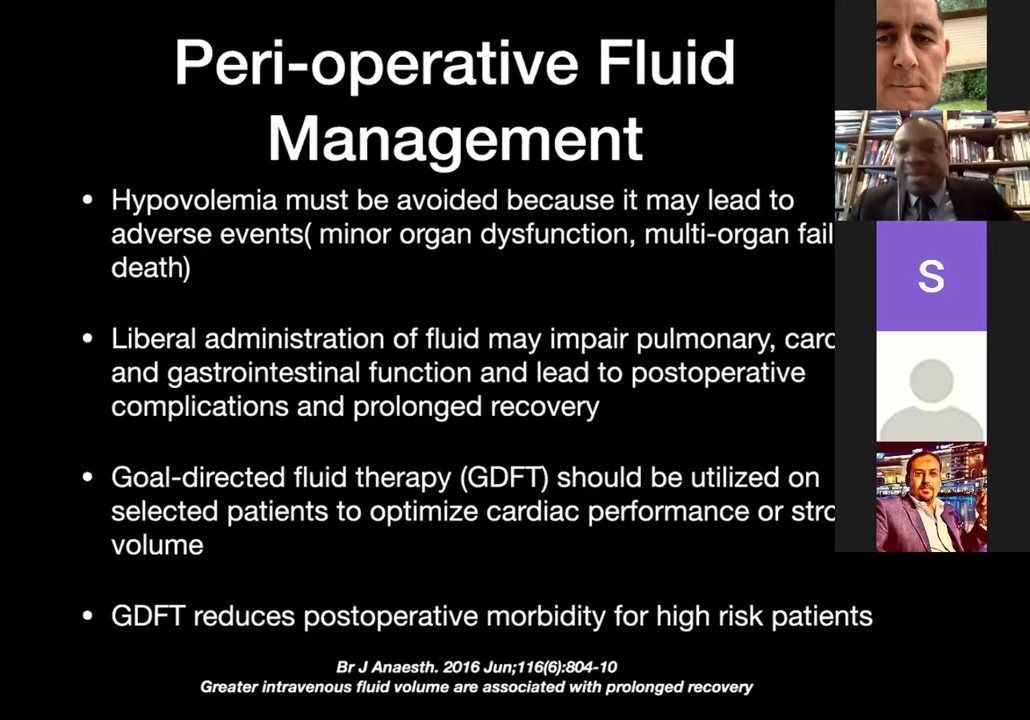 Peri-operative Fluid
Management
• Hypovolemia must be avoided because it may lead to
adverse events( minor organ dysfunction, multi-organ fail
death)
• Liberal administration of fluid may impair pulmonary, card
and gastrointestinal function and lead to postoperative
complications and prolonged recovery
• Goal-directed fluid therapy (GDFT) should be utilized on
selected patients to optimize cardiac performance or stro
volume
• GDFT reduces postoperative morbidity for high risk patients
Br J Anaesth. 2016 Jun;116(6):804-10
Greater intravenous fluid volume are associated with prolonged recovery
S